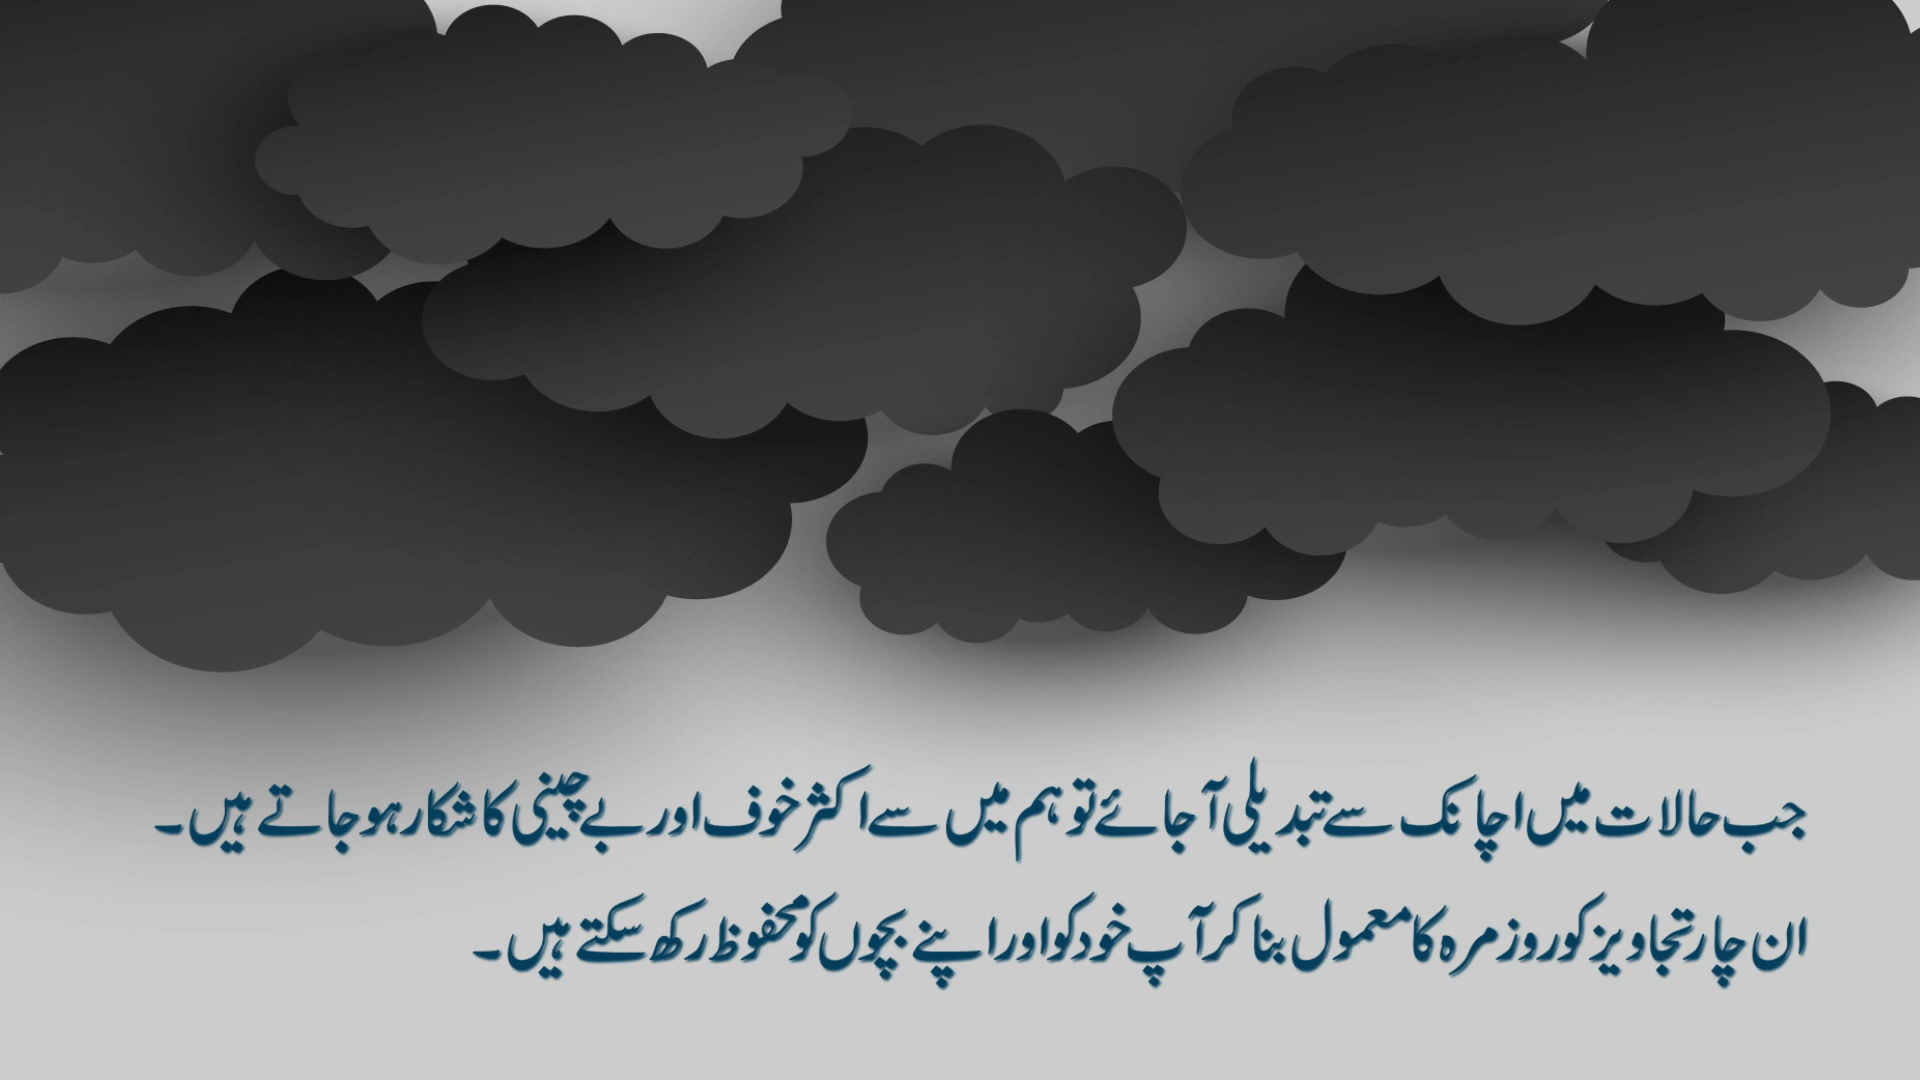 جب حالات میں اچانک سے تبدیلی آ جائے تو ہم میں سے اکثر خوف اور بے چینی کا شکار ہو جاتے ہیں۔
ان چار تجاویز کو روزمرہ کا معمول بنا کر آپ خود کو اور اپنے بچوں کو محفوظ رکھ سکتے ہیں۔